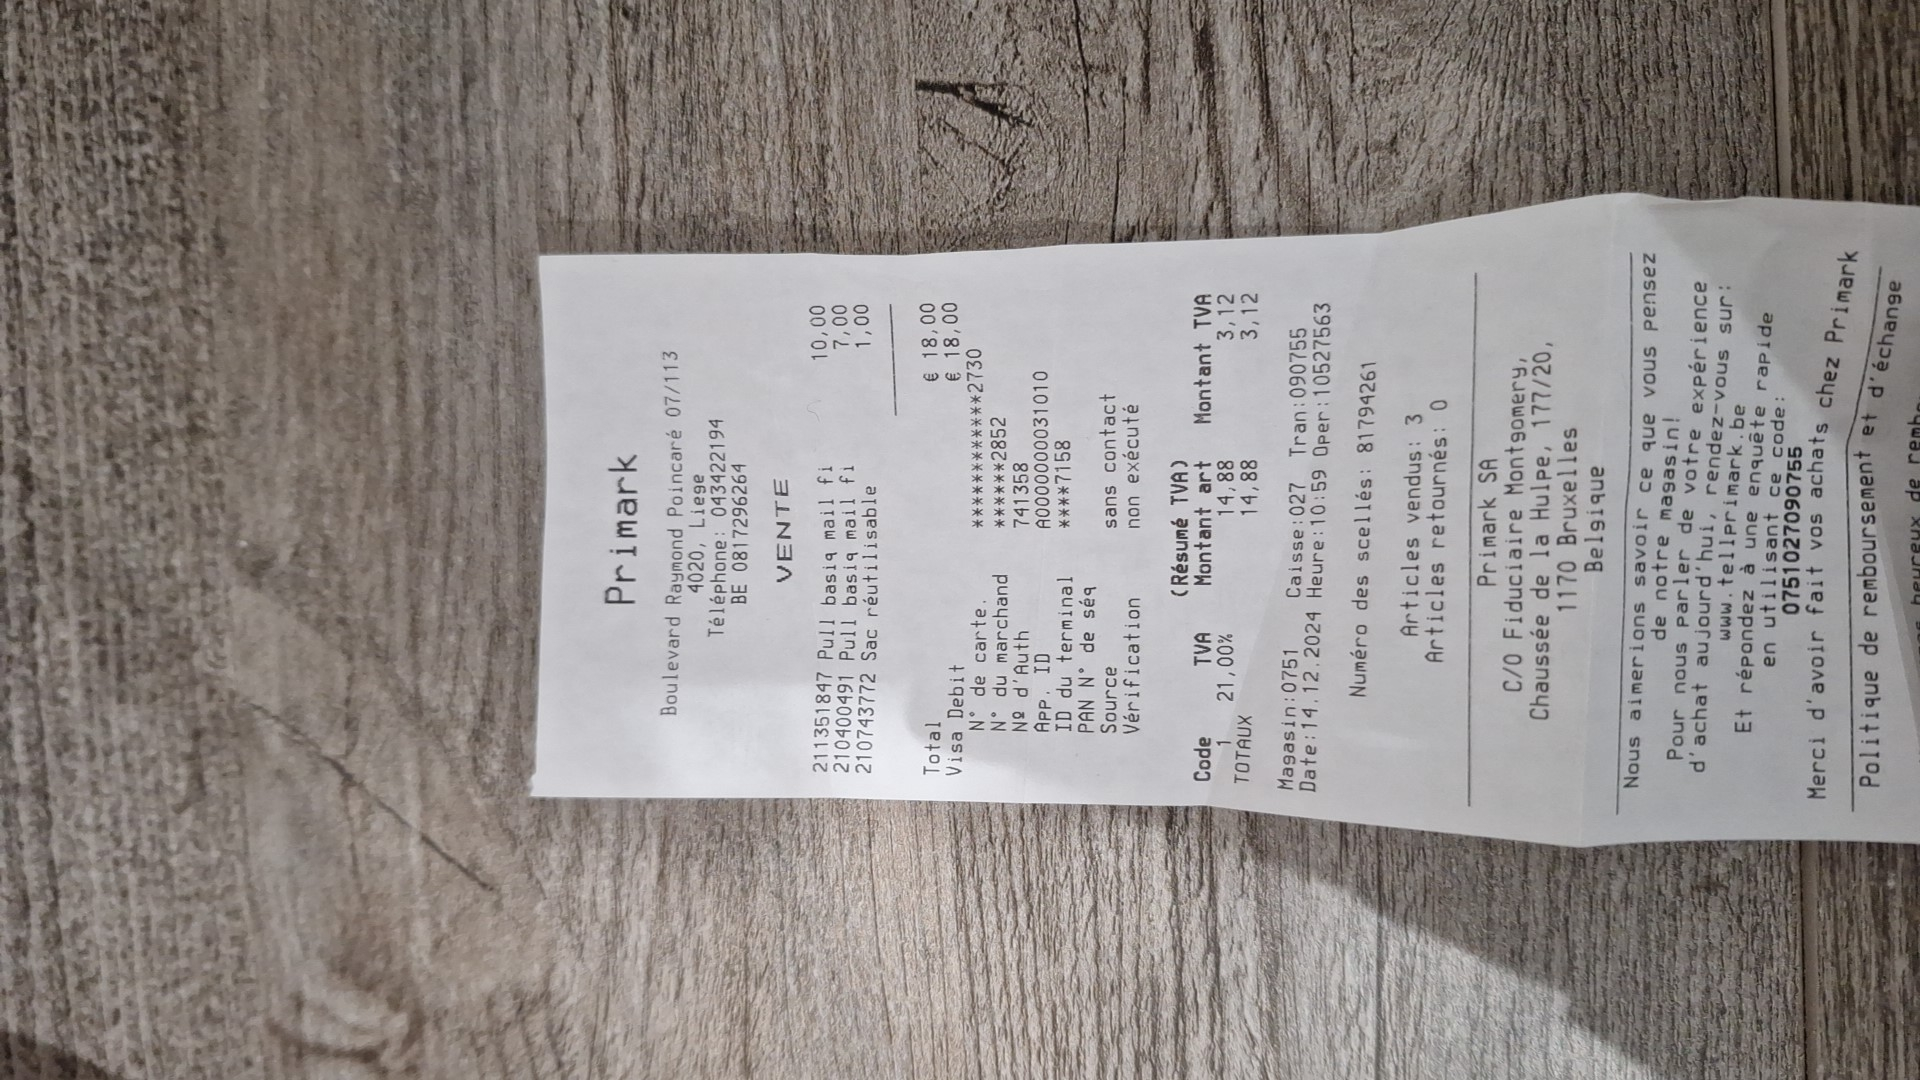 Primark
Boulevard Raymond Poincaré 07/113
4020, Liege
Téléphone: 043422194
BE 0817296264
VENTE
211351847 Pull basiq mail fi 10,00
210400491 Pull basiq mail fi 7,00
210743772 Sac réutilisable 1,00
Total € 18,00
Visa Debit € 18,00
N° de carte. ***************2730
N° du marchand ******2852
Nº d'Auth 741358
App. ID A0000000031010
ID du terminal ****7158
PAN N° de séq
Source sans contact
Vérification non exécuté
(Résumé TVA)
Code TVA Montant art Montant TVA
1 21,00% 14,88 3,12
TOTAUX 14,88 3,12
Magasin:0751 Caisse:027 Tran:090755
Date:14.12.2024 Heure:10:59 Oper:10527563
Numéro des scellés: 81794261
Articles vendus: 3
Articles retournés: 0
Primark SA
C/O Fiduciaire Montgomery,
Chaussée de la Hulpe, 177/20,
1170 Bruxelles
Belgique
Nous aimerions savoir ce que vous pensez
de notre magasin!
Pour nous parler de votre expérience
d'achat aujourd'hui, rendez-vous sur:
www.tellprimark.be
Et répondez à une enquête rapide
en utilisant ce code:
075102709​0755
Merci d'avoir fait vos achats chez Primark
Politique de remboursement et d'échange
heureux de